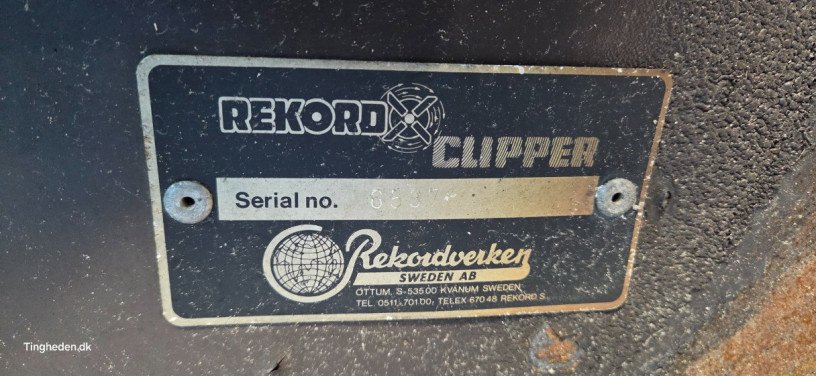 REKORD
CLIPPER
Serial no.
Rekordverken
SWEDEN AB
OTTUM. S-535 00 KVÄNUM SWEDEN
TEL. 0511, 701 00; TELEX 670 48 REKORD S
Tingheden.dk